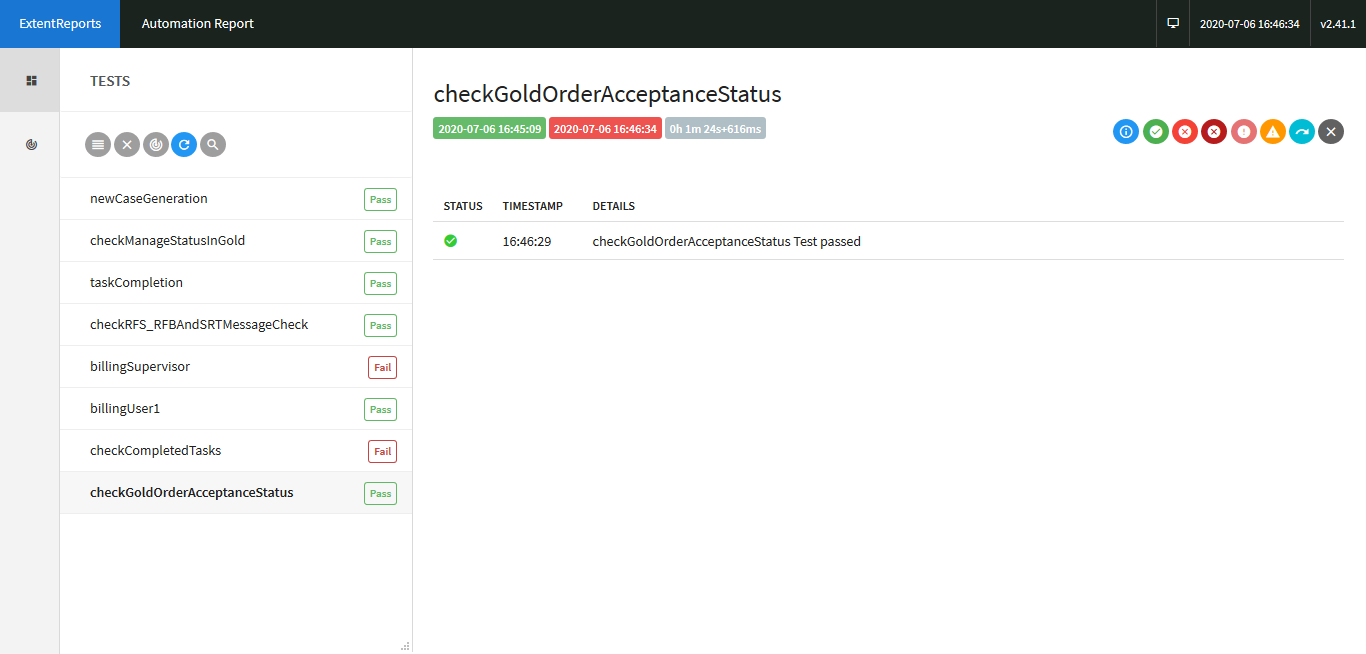 ExtentReports Automation Report 2020-07-06 16:46:34 v2.41.1
TESTS
checkGoldOrderAcceptanceStatus
2020-07-06 16:45:09 2020-07-06 16:46:34 0h 1m 24s+616ms
newCaseGeneration Pass
checkManageStatusInGold Pass
taskCompletion Pass
checkRFS_RFBAndSRTMessageCheck Pass
billingSupervisor Fail
billingUser1 Pass
checkCompletedTasks Fail
checkGoldOrderAcceptanceStatus Pass
STATUS TIMESTAMP DETAILS
16:46:29 checkGoldOrderAcceptanceStatus Test passed